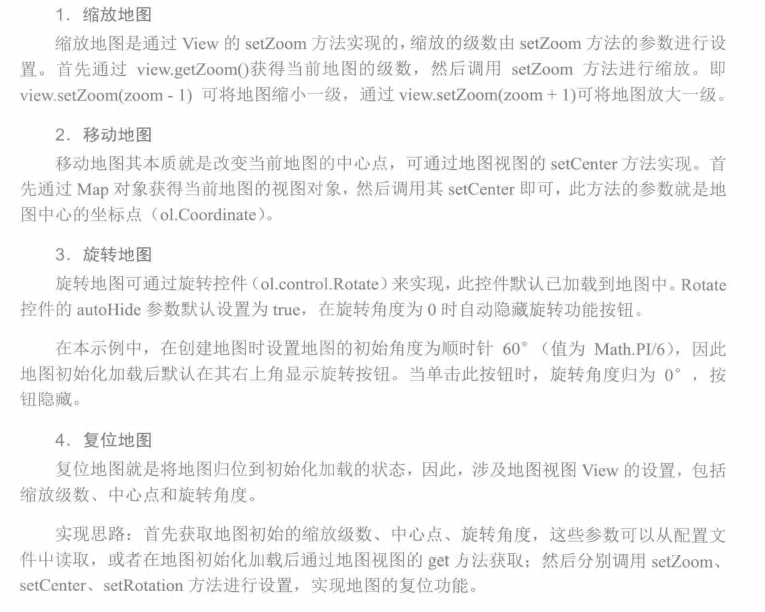 1．缩放地图
缩放地图是通过 View 的 setZoom 方法实现的，缩放的级数由 setZoom 方法的参数进行设
置。首先通过 view.getZoom()获得当前地图的级数，然后调用 setZoom 方法进行缩放。即
view.setZoom(zoom - 1) 可将地图缩小一级，通过 view.setZoom(zoom + 1)可将地图放大一级。
2．移动地图
移动地图其本质就是改变当前地图的中心点，可通过地图视图的 setCenter 方法实现。首
先通过 Map 对象获得当前地图的视图对象，然后调用其 setCenter 即可，此方法的参数就是地
图中心的坐标点（ol.Coordinate）。
3．旋转地图
旋转地图可通过旋转控件（ol.control.Rotate）来实现，此控件默认已加载到地图中。Rotate
控件的 autoHide 参数默认设置为 true，在旋转角度为 0 时自动隐藏旋转功能按钮。
在本示例中，在创建地图时设置地图的初始角度为顺时针 60°（值为 Math.PI/6），因此
地图初始化加载后默认在其右上角显示旋转按钮。当单击此按钮时，旋转角度归为 0°，按
钮隐藏。
4．复位地图
复位地图就是将地图归位到初始化加载的状态，因此，涉及地图视图 View 的设置，包括
缩放级数、中心点和旋转角度。
实现思路：首先获取地图初始的缩放级数、中心点、旋转角度，这些参数可以从配置文
件中读取，或者在地图初始化加载后通过地图视图的 get 方法获取；然后分别调用 setZoom、
setCenter、setRotation 方法进行设置，实现地图的复位功能。